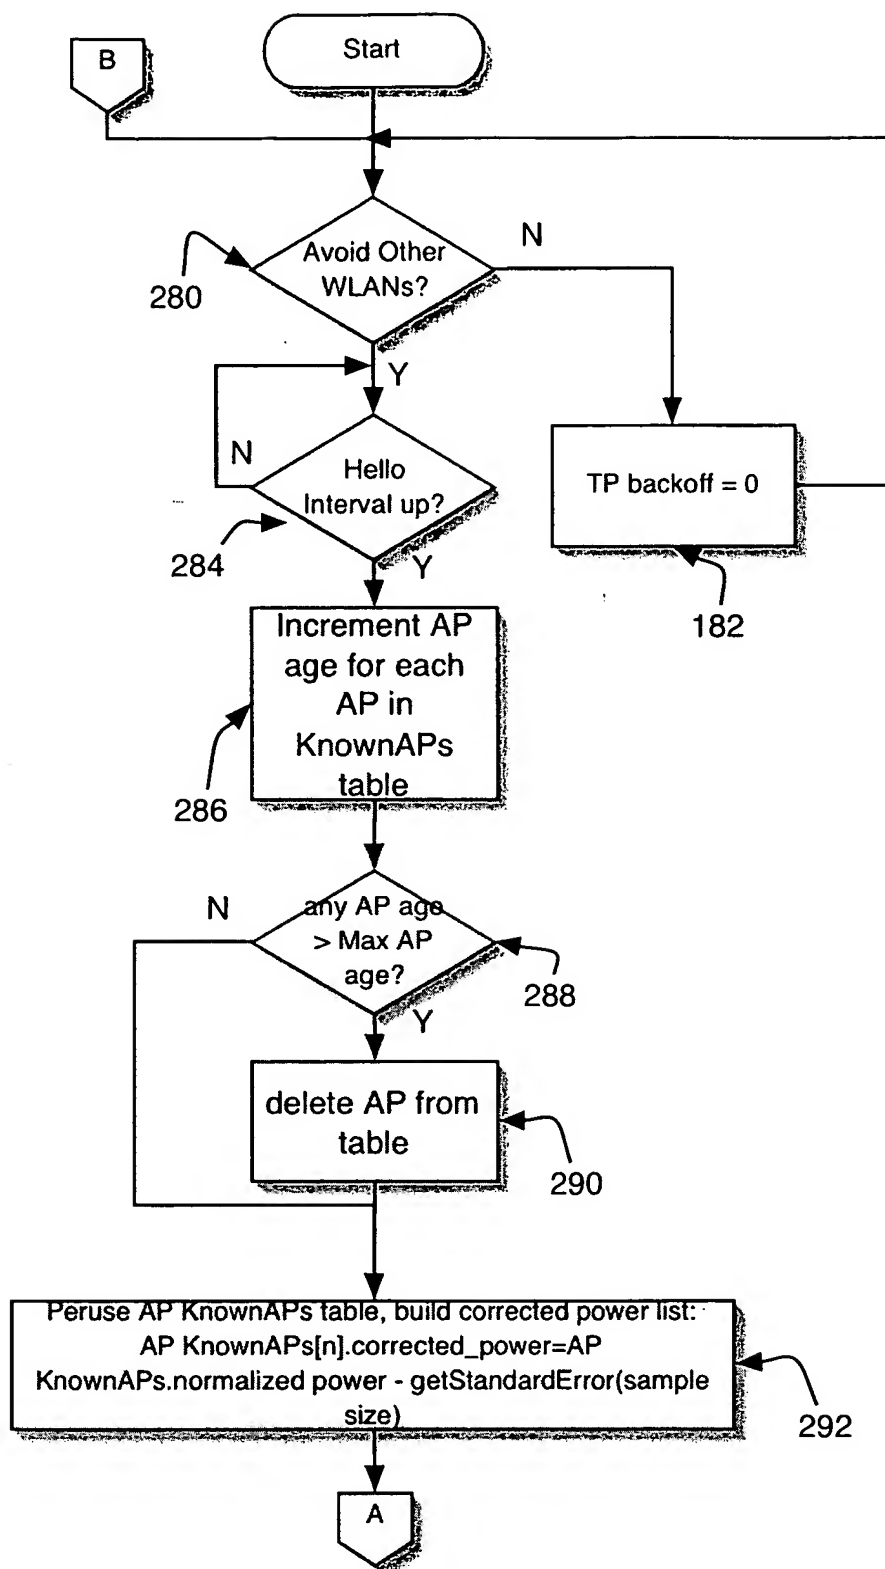 B
Start
Avoid Other
WLANs?
N
280
Y
N
Hello
Interval up?
TP backoff = 0
284
Y
182
Increment AP
age for each
AP in
KnownAPs
table
286
N
any AP age
> Max AP
age?
288
Y
delete AP from
table
290
Peruse AP KnownAPs table, build corrected power list:
AP KnownAPs[n].corrected_power=AP
KnownAPs.normalized power - getStandardError(sample
size)
292
A